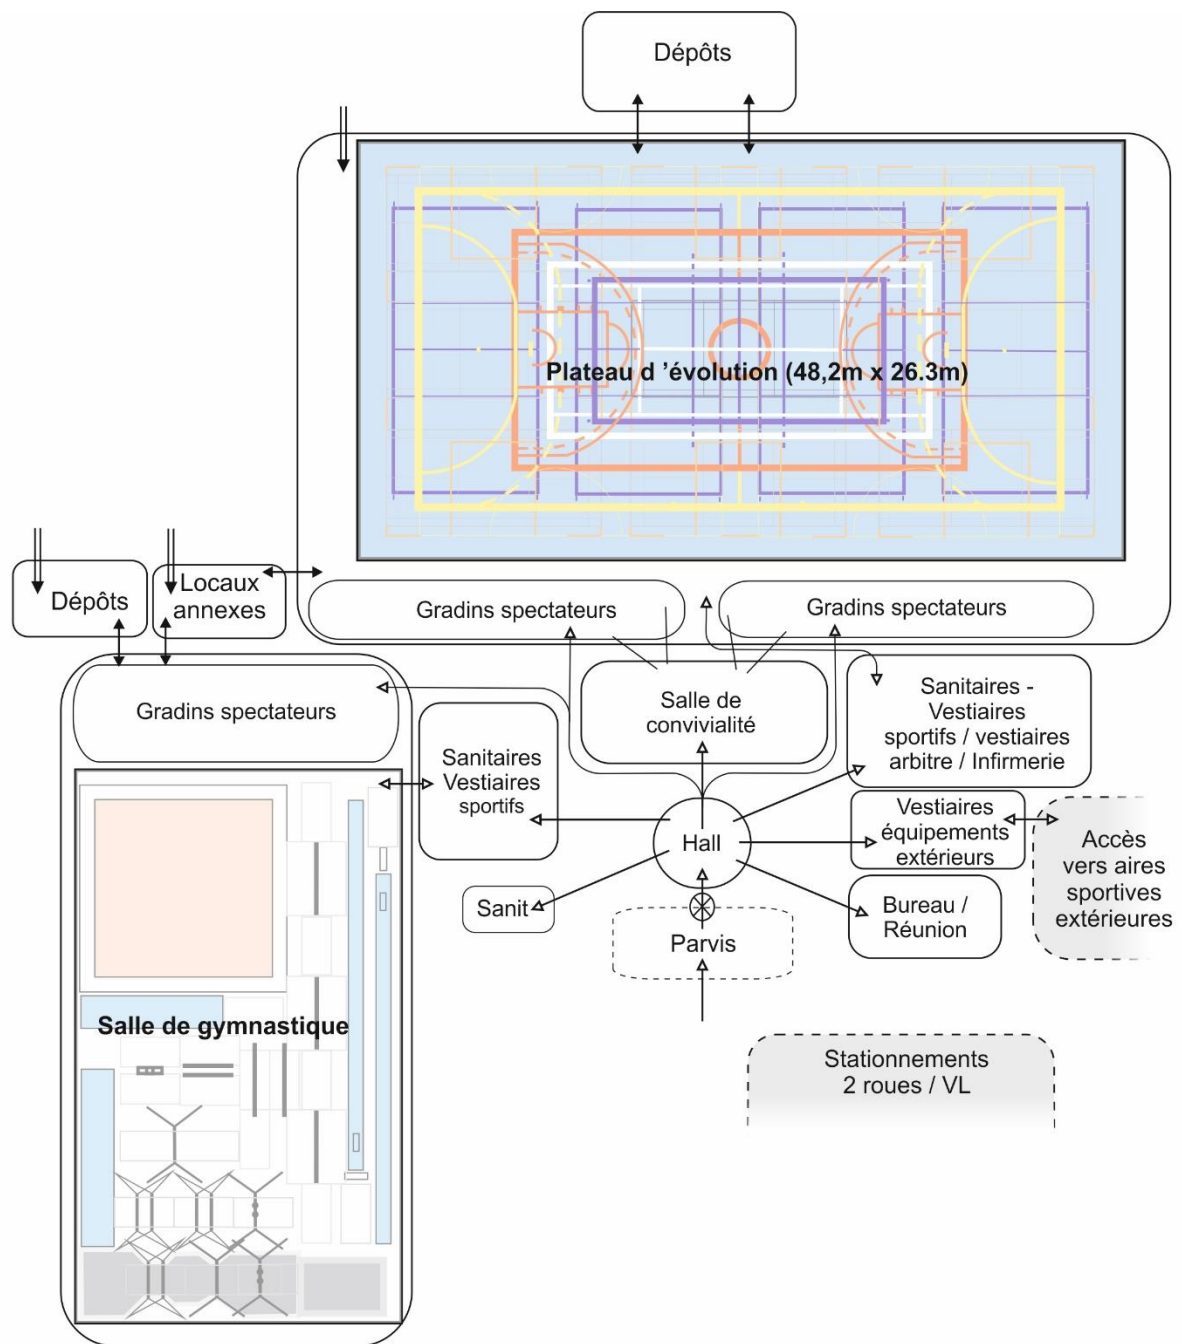 Dépôts
Plateau d ’évolution (48,2m x 26.3m)
Dépôts
Locaux
annexes
Gradins spectateurs
Gradins spectateurs
Gradins spectateurs
Salle de
convivialité
Sanitaires -
Vestiaires
sportifs / vestiaires
arbitre / Infirmerie
Sanitaires
Vestiaires
sportifs
Hall
Vestiaires
équipements
extérieurs
Accès
vers aires
sportives
extérieures
Sanit
Bureau /
Réunion
Parvis
Salle de gymnastique
Stationnements
2 roues / VL